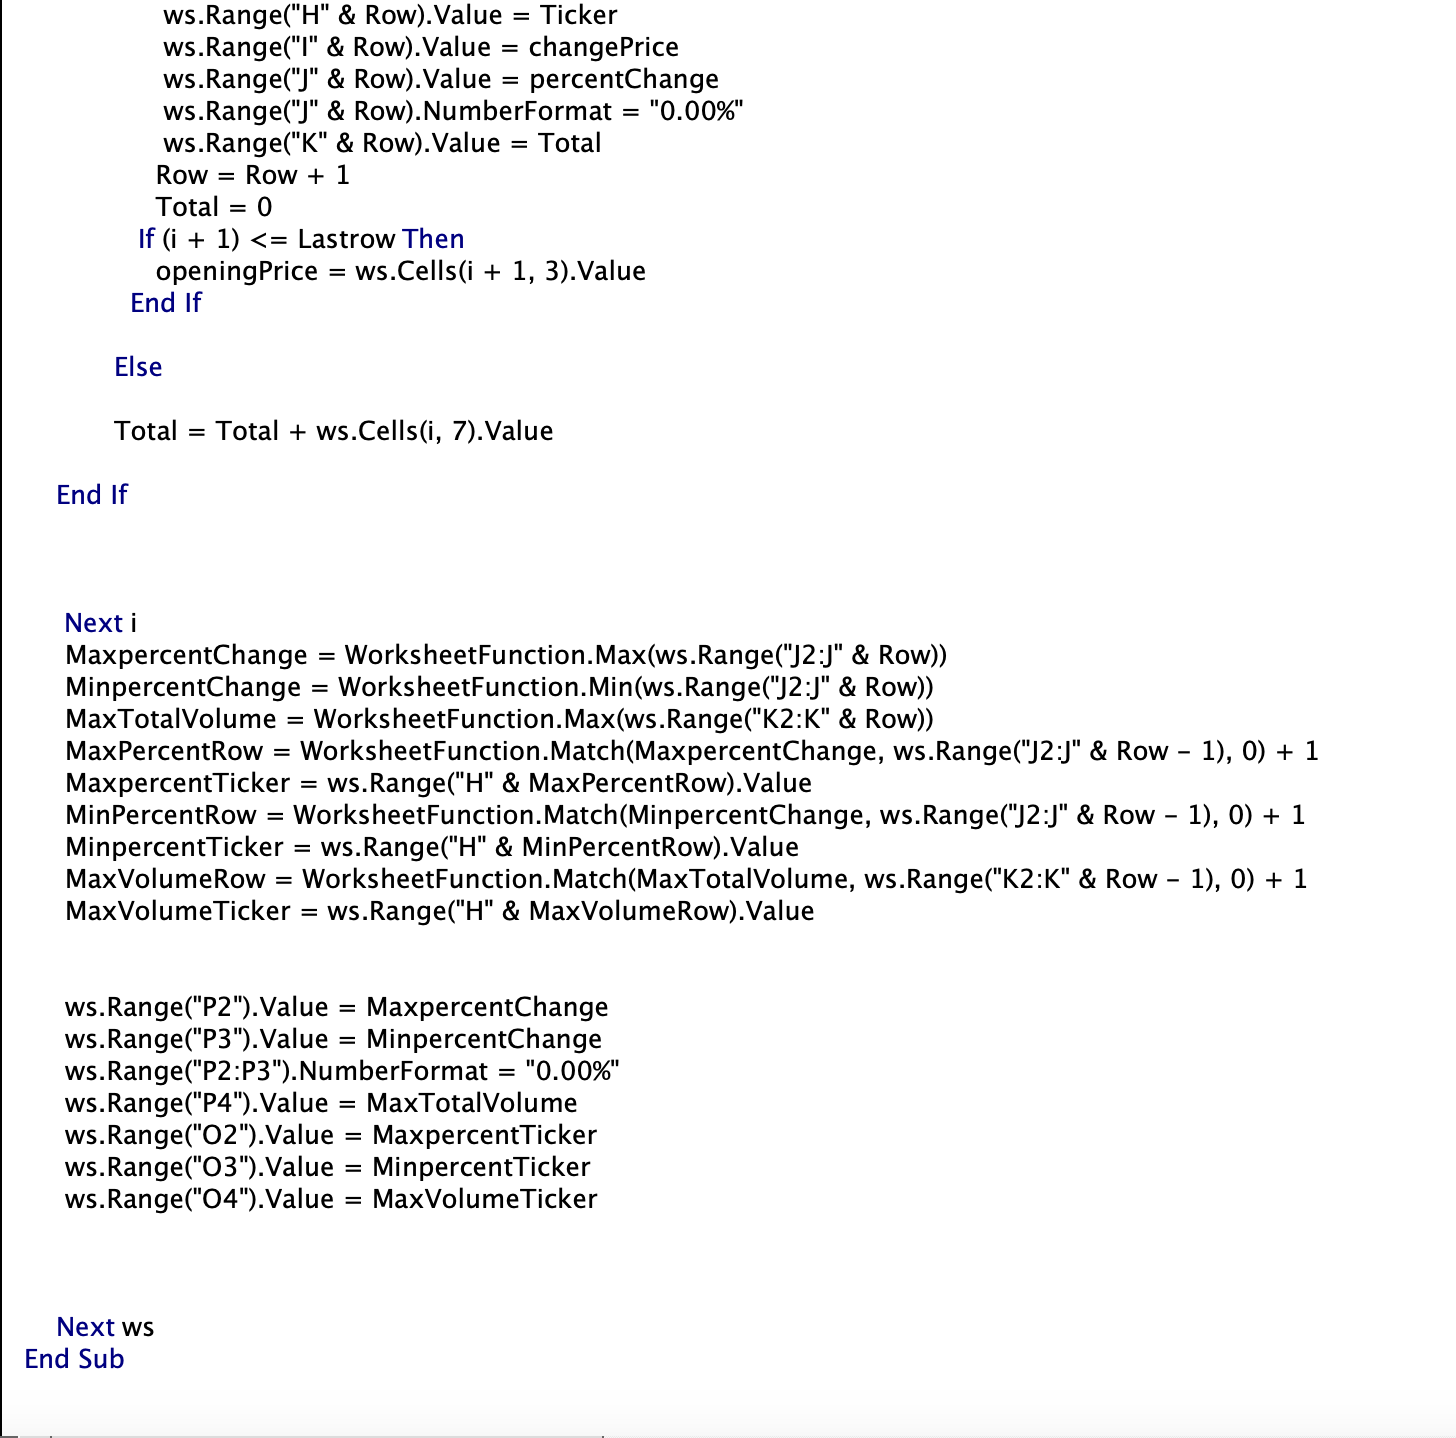 ws.Range("H" & Row).Value = Ticker
ws.Range("I" & Row).Value = changePrice
ws.Range("J" & Row).Value = percentChange
ws.Range("J" & Row).NumberFormat = "0.00%"
ws.Range("K" & Row).Value = Total
Row = Row + 1
Total = 0
If (i + 1) <= Lastrow Then
openingPrice = ws.Cells(i + 1, 3).Value
End If
Else
Total = Total + ws.Cells(i, 7).Value
End If
Next i
MaxpercentChange = WorksheetFunction.Max(ws.Range("J2:J" & Row))
MinpercentChange = WorksheetFunction.Min(ws.Range("J2:J" & Row))
MaxTotalVolume = WorksheetFunction.Max(ws.Range("K2:K" & Row))
MaxPercentRow = WorksheetFunction.Match(MaxpercentChange, ws.Range("J2:J" & Row - 1), 0) + 1
MaxpercentTicker = ws.Range("H" & MaxPercentRow).Value
MinPercentRow = WorksheetFunction.Match(MinpercentChange, ws.Range("J2:J" & Row - 1), 0) + 1
MinpercentTicker = ws.Range("H" & MinPercentRow).Value
MaxVolumeRow = WorksheetFunction.Match(MaxTotalVolume, ws.Range("K2:K" & Row - 1), 0) + 1
MaxVolumeTicker = ws.Range("H" & MaxVolumeRow).Value
ws.Range("P2").Value = MaxpercentChange
ws.Range("P3").Value = MinpercentChange
ws.Range("P2:P3").NumberFormat = "0.00%"
ws.Range("P4").Value = MaxTotalVolume
ws.Range("O2").Value = MaxpercentTicker
ws.Range("O3").Value = MinpercentTicker
ws.Range("O4").Value = MaxVolumeTicker
Next ws
End Sub